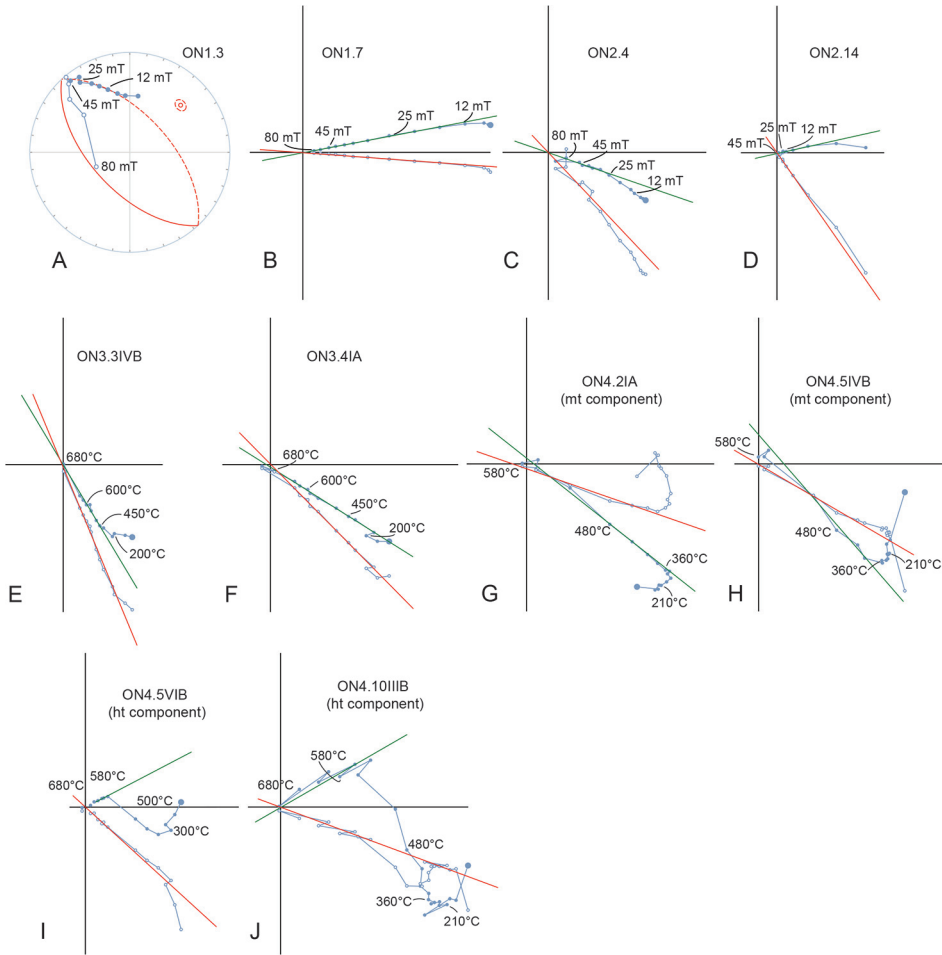 ON1.3
25 mT
12 mT
45 mT
80 mT
A
ON1.7
80 mT
45 mT
25 mT
12 mT
B
ON2.4
80 mT
45 mT
25 mT
12 mT
C
ON2.14
25 mT
45 mT
12 mT
D
ON3.3IVB
680°C
600°C
450°C
200°C
E
ON3.4IA
680°C
600°C
450°C
200°C
F
ON4.2IA
(mt component)
580°C
480°C
360°C
210°C
G
ON4.5IVB
(mt component)
580°C
480°C
360°C
210°C
H
ON4.5VIB
(ht component)
680°C
580°C
500°C
300°C
I
ON4.10IIIB
(ht component)
580°C
680°C
480°C
360°C
210°C
J